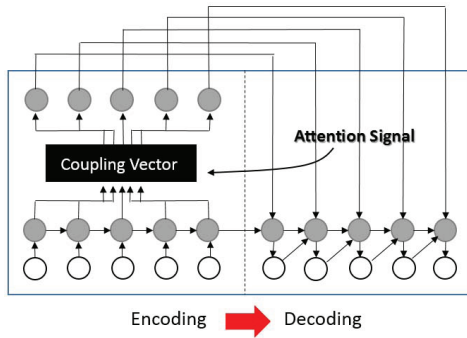 Attention Signal
Coupling Vector
Encoding
Decoding